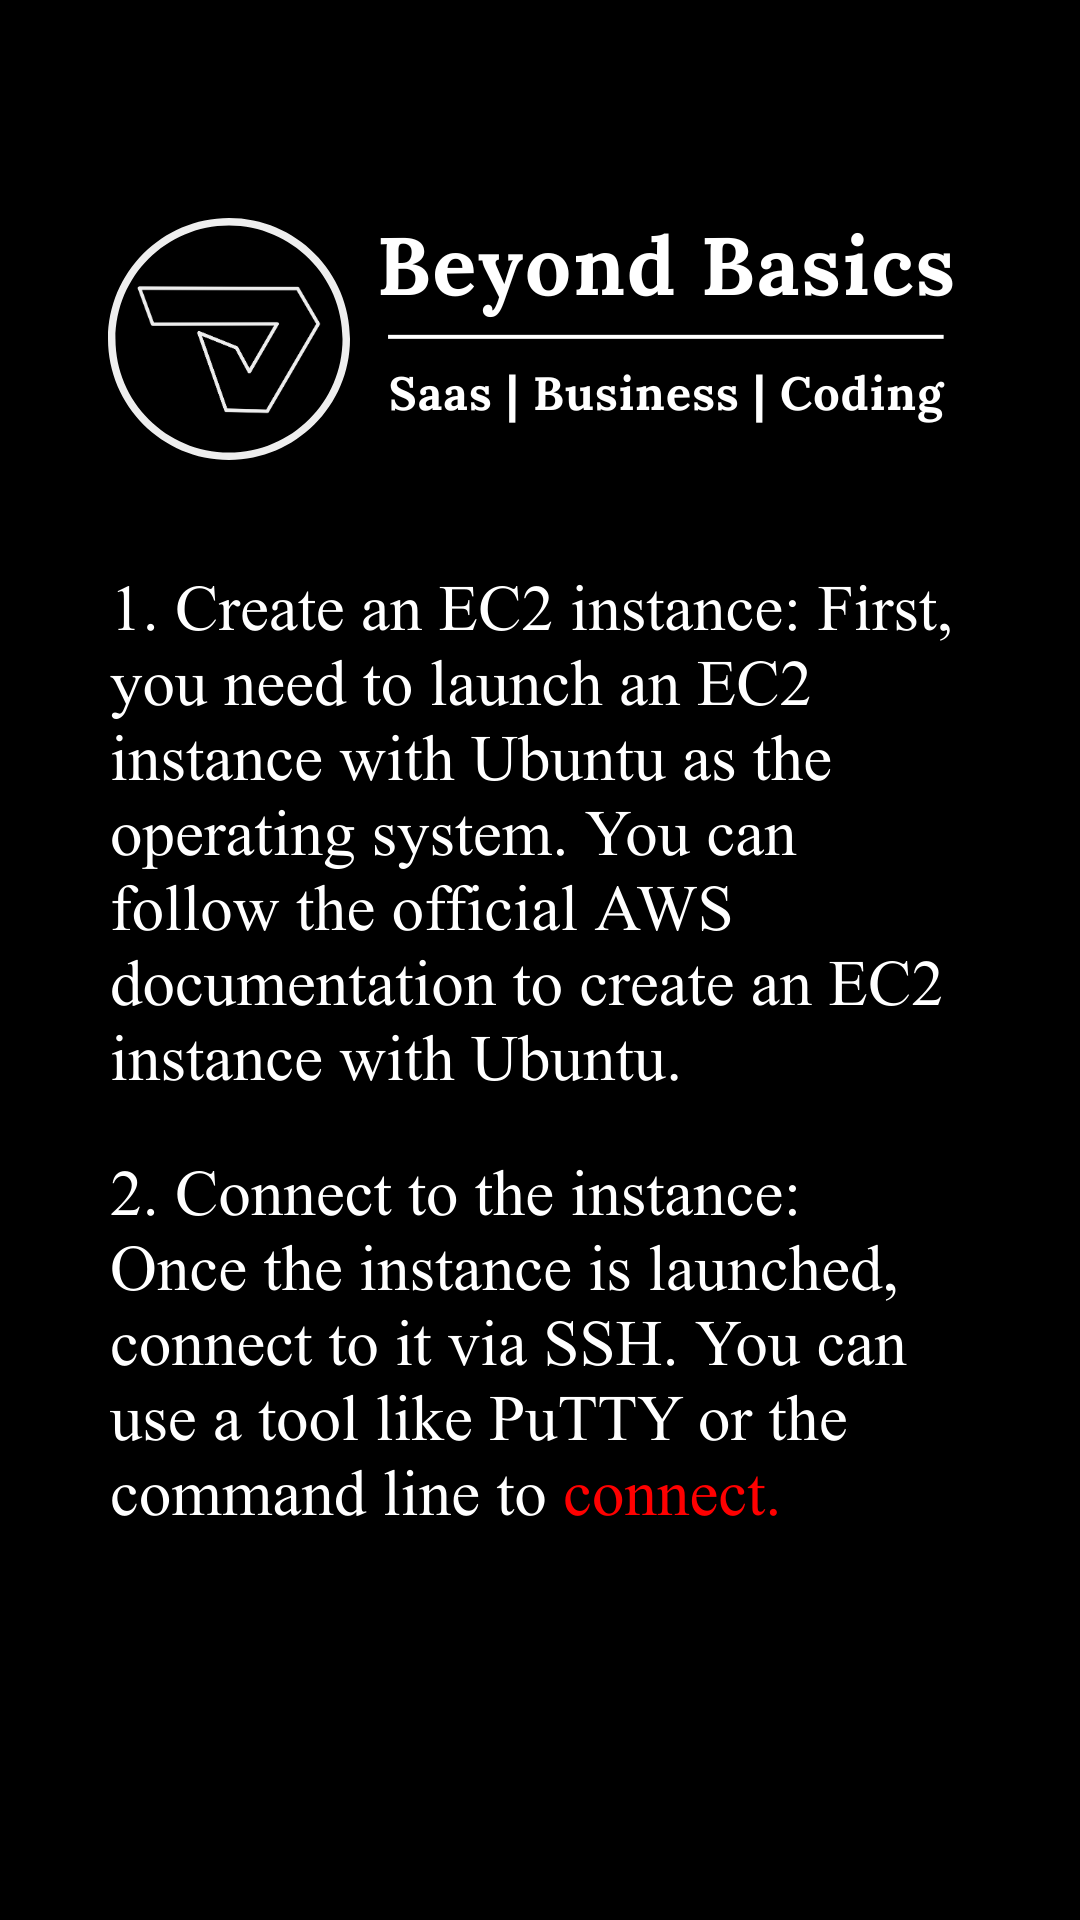 Beyond Basics
Saas | Business | Coding
1. Create an EC2 instance: First,
you need to launch an EC2
instance with Ubuntu as the
operating system. You can
follow the official AWS
documentation to create an EC2
instance with Ubuntu.
2. Connect to the instance:
Once the instance is launched,
connect to it via SSH. You can
use a tool like PuTTY or the
command line to connect.